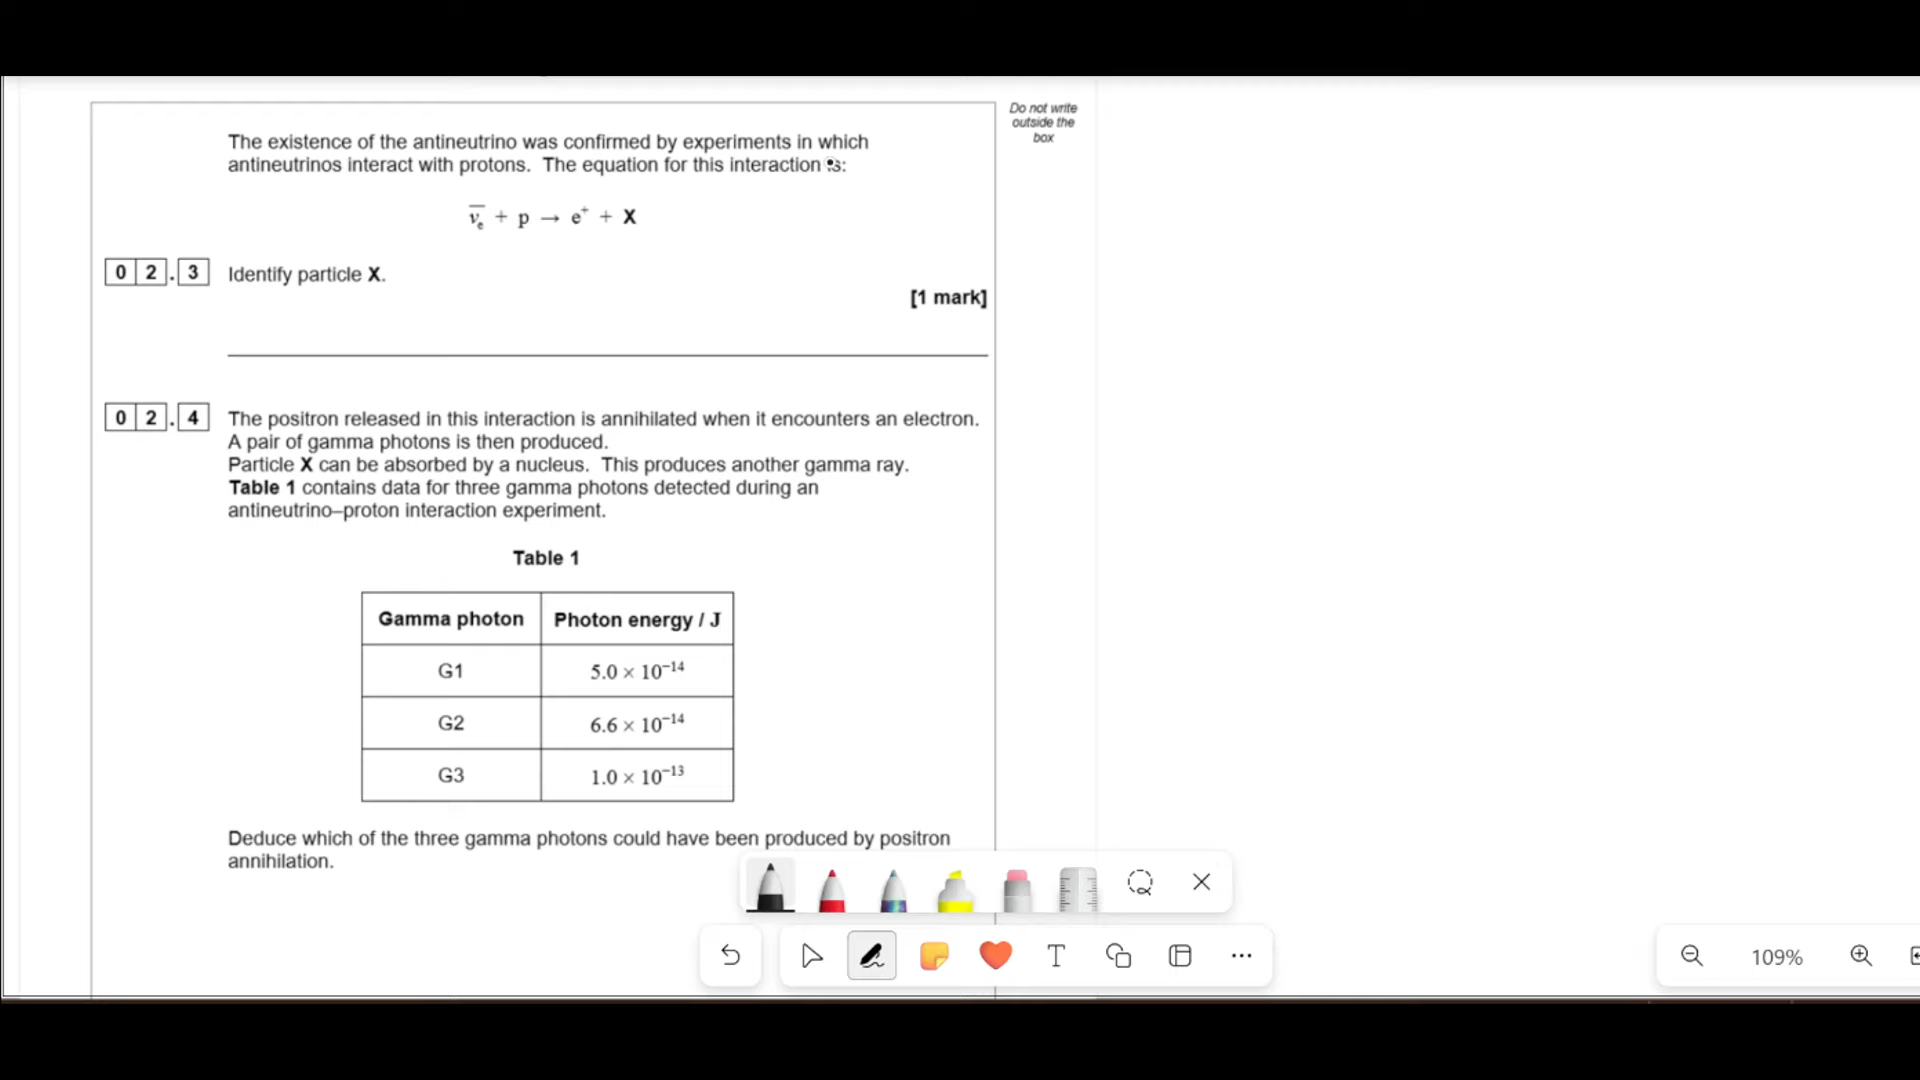 Do not write
outside the
box
The existence of the antineutrino was confirmed by experiments in which
antineutrinos interact with protons. The equation for this interaction is:
ν̅ₑ + p → e⁺ + X
0 2 . 3 Identify particle X.
[1 mark]
0 2 . 4 The positron released in this interaction is annihilated when it encounters an electron.
A pair of gamma photons is then produced.
Particle X can be absorbed by a nucleus. This produces another gamma ray.
Table 1 contains data for three gamma photons detected during an
antineutrino–proton interaction experiment.
Table 1
Gamma photon Photon energy / J
G1 5.0 × 10⁻¹⁴
G2 6.6 × 10⁻¹⁴
G3 1.0 × 10⁻¹³
Deduce which of the three gamma photons could have been produced by positron
annihilation.
109%